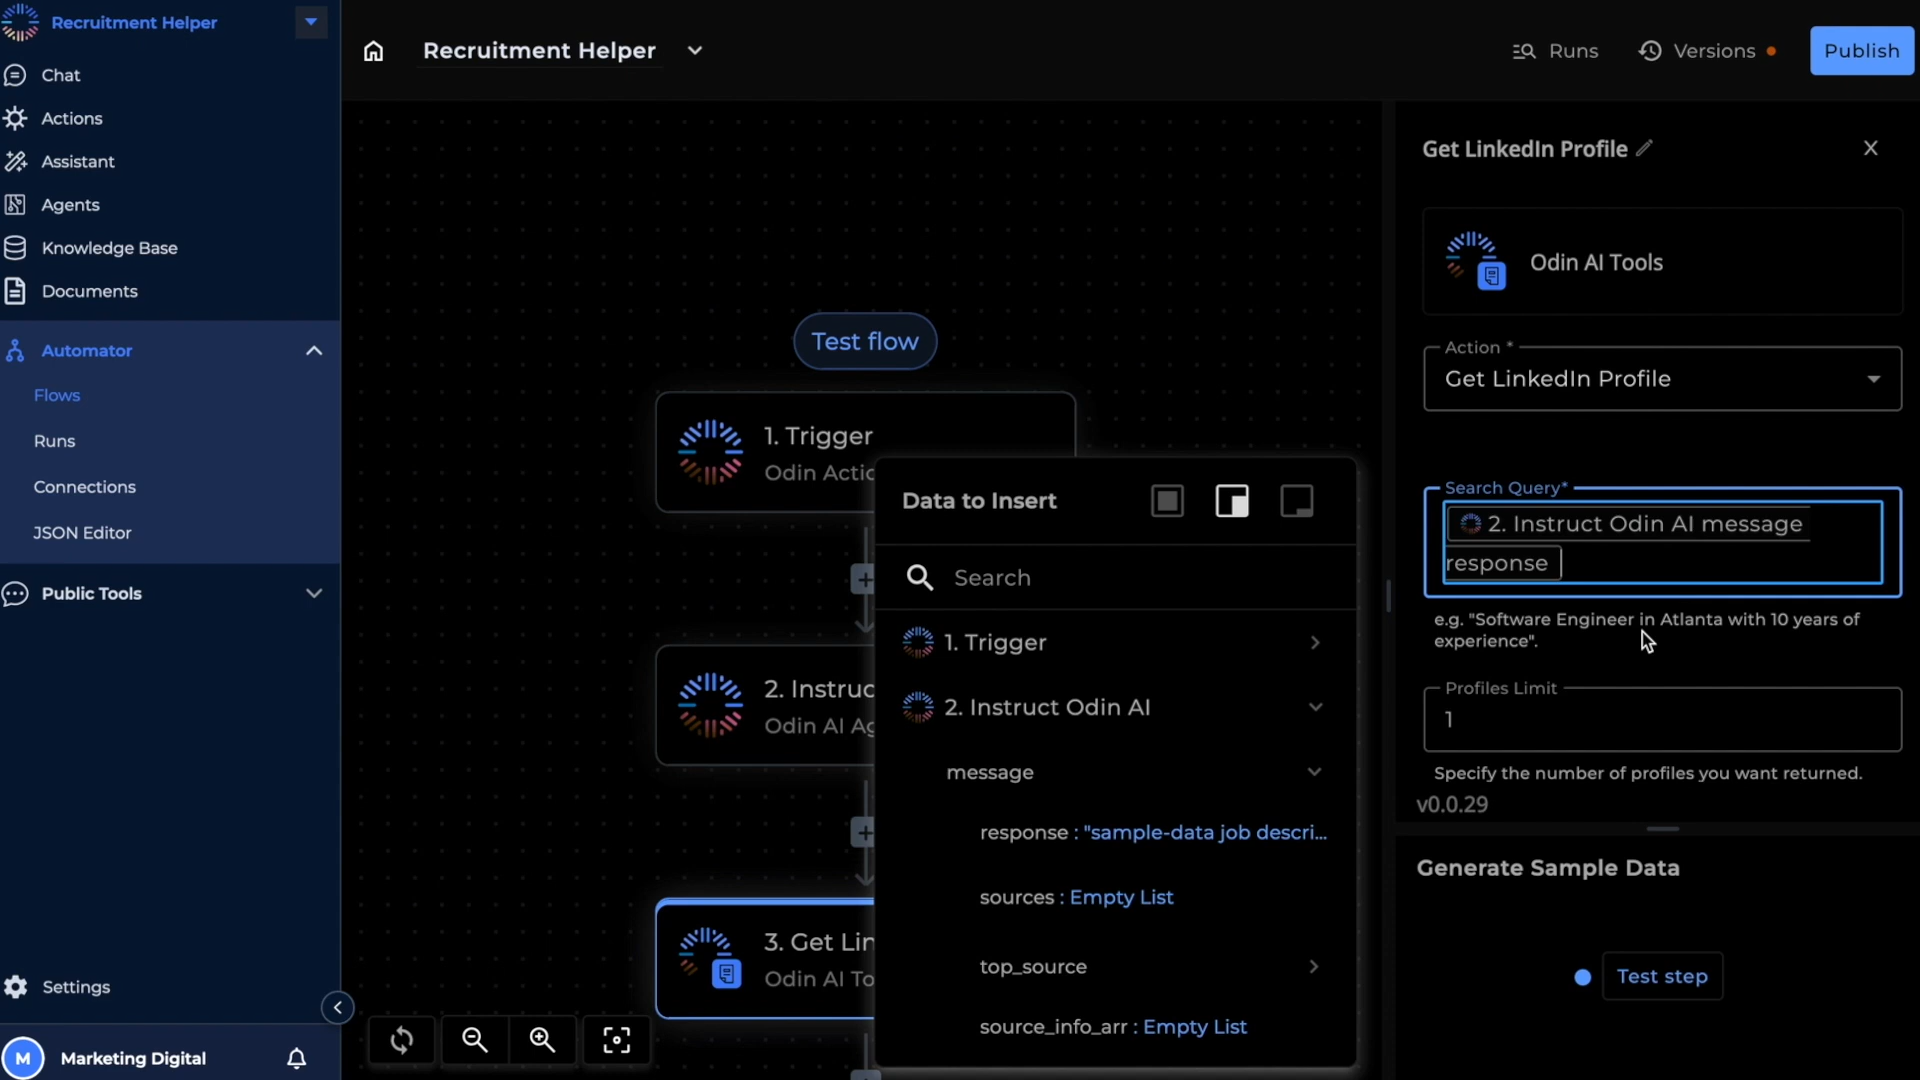 Recruitment Helper
Chat
Actions
Assistant
Agents
Knowledge Base
Documents
Automator
Flows
Runs
Connections
JSON Editor
Public Tools
Settings
M
Marketing Digital
Recruitment Helper
Runs
Versions
Publish
Test flow
1. Trigger
Odin Actio
2. Instruc
Odin AI Ag
3. Get Lin
Odin AI To
Data to Insert
Search
1. Trigger
2. Instruct Odin AI
message
response : "sample-data job descri...
sources : Empty List
top_source
source_info_arr : Empty List
Get LinkedIn Profile
Odin AI Tools
Action *
Get LinkedIn Profile
Search Query*
2. Instruct Odin AI message
response
e.g. "Software Engineer in Atlanta with 10 years of
experience".
Profiles Limit
1
Specify the number of profiles you want returned.
v0.0.29
Generate Sample Data
Test step